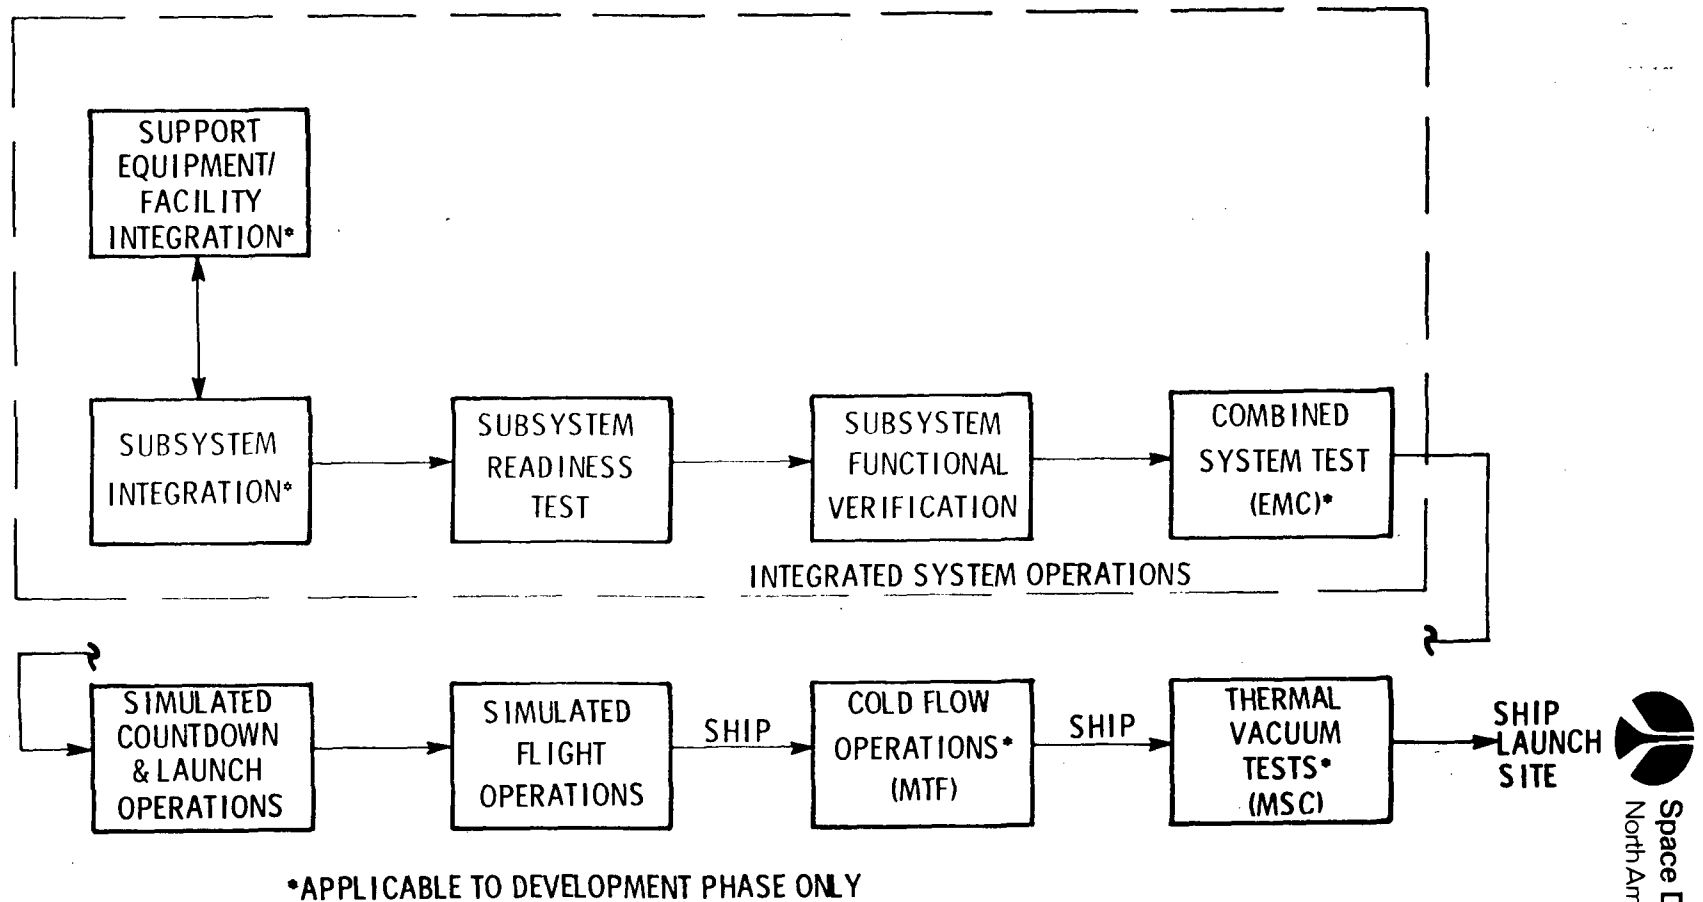 SUPPORT
EQUIPMENT/
FACILITY
INTEGRATION*
SUBSYSTEM
INTEGRATION*
SUBSYSTEM
READINESS
TEST
SUBSYSTEM
FUNCTIONAL
VERIFICATION
COMBINED
SYSTEM TEST
(EMC)*
INTEGRATED SYSTEM OPERATIONS
SIMULATED
COUNTDOWN
& LAUNCH
OPERATIONS
SIMULATED
FLIGHT
OPERATIONS
SHIP
COLD FLOW
OPERATIONS*
(MTF)
SHIP
THERMAL
VACUUM
TESTS*
(MSC)
SHIP
LAUNCH
SITE
*APPLICABLE TO DEVELOPMENT PHASE ONLY
Space
North